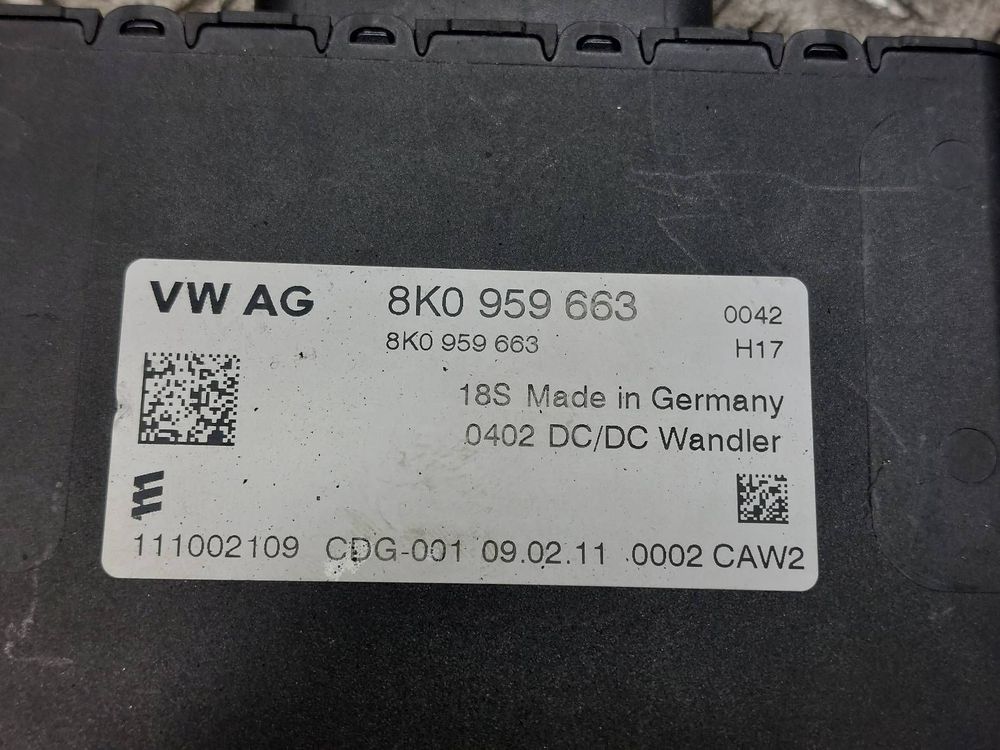 VW AG 8K0 959 663 0042
8K0 959 663 H17
18S Made in Germany
0402 DC/DC Wandler
111002109 CDG-001 09.02.11 0002 CAW2